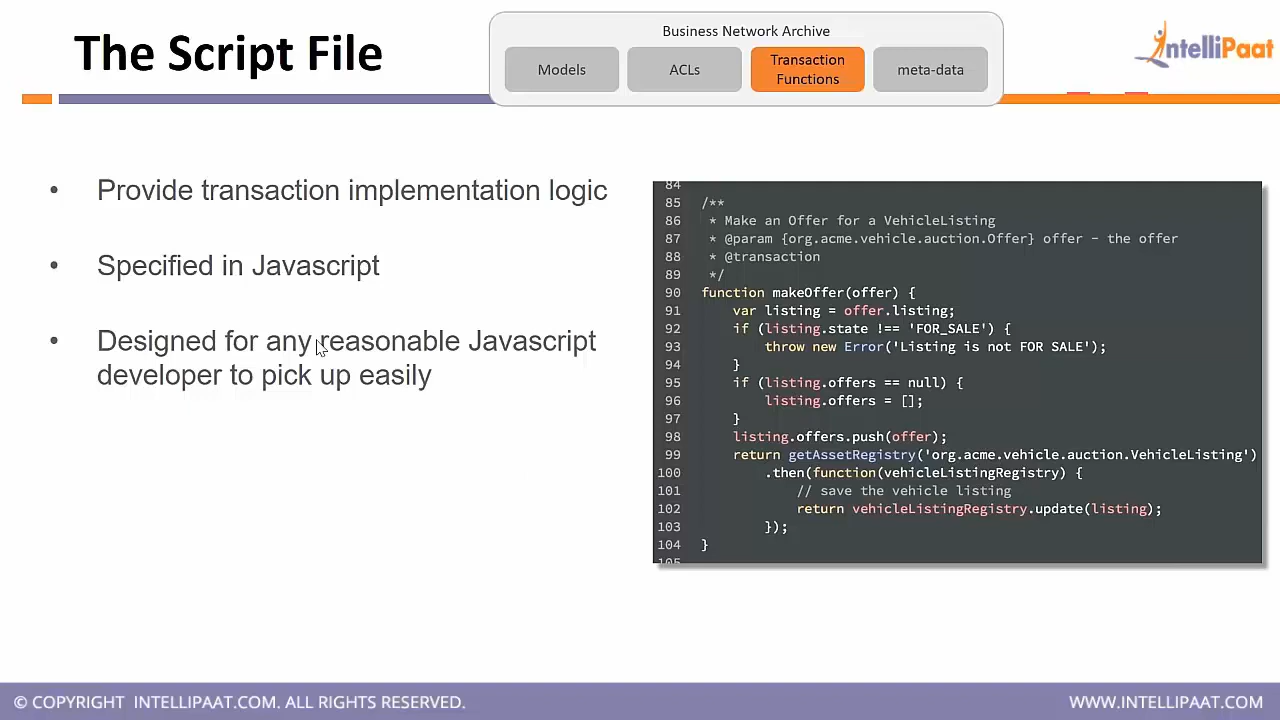 The Script File
Business Network Archive
Models
ACLs
Transaction
Functions
meta-data
IntelliPaat
• Provide transaction implementation logic
• Specified in Javascript
• Designed for any reasonable Javascript
developer to pick up easily
84
85 /**
86 * Make an Offer for a VehicleListing
87 * @param {org.acme.vehicle.auction.Offer} offer - the offer
88 * @transaction
89 */
90 function makeOffer(offer) {
91 var listing = offer.listing;
92 if (listing.state !== 'FOR_SALE') {
93 throw new Error('Listing is not FOR SALE');
94 }
95 if (listing.offers == null) {
96 listing.offers = [];
97 }
98 listing.offers.push(offer);
99 return getAssetRegistry('org.acme.vehicle.auction.VehicleListing')
100 .then(function(vehicleListingRegistry) {
101 // save the vehicle listing
102 return vehicleListingRegistry.update(listing);
103 });
104 }
105
© COPYRIGHT INTELLIPAAT.COM. ALL RIGHTS RESERVED.
WWW.INTELLIPAAT.COM